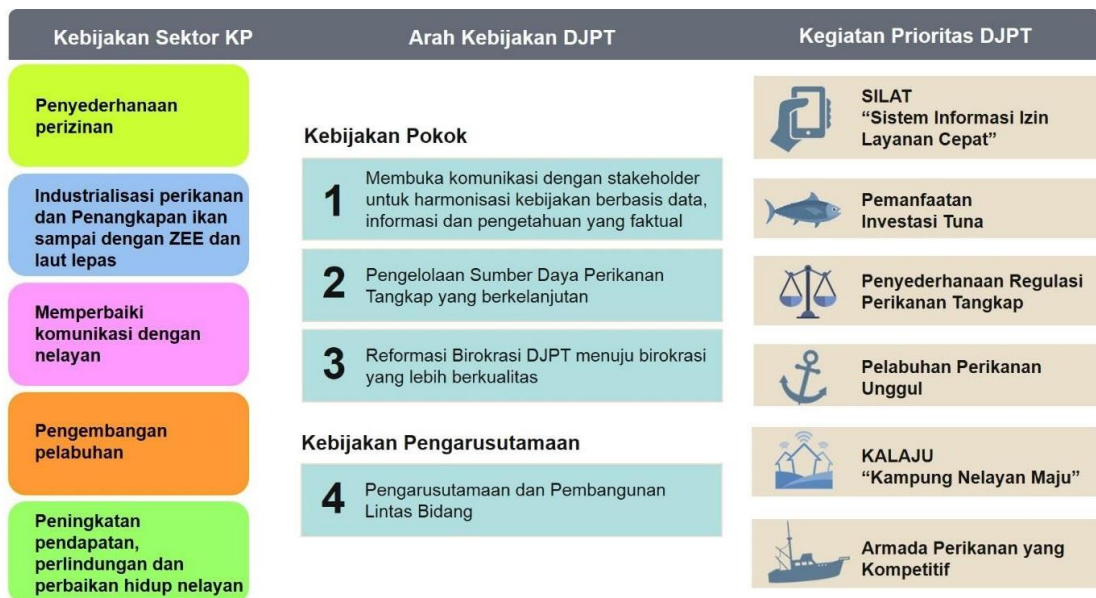 Kebijakan Sektor KP
Arah Kebijakan DJPT
Kegiatan Prioritas DJPT
Penyederhanaan
perizinan
Industrialisasi perikanan
dan Penangkapan ikan
sampai dengan ZEE dan
laut lepas
Memperbaiki
komunikasi dengan
nelayan
Pengembangan
pelabuhan
Peningkatan
pendapatan,
perlindungan dan
perbaikan hidup nelayan
Kebijakan Pokok
1
Membuka komunikasi dengan stakeholder
untuk harmonisasi kebijakan berbasis data,
informasi dan pengetahuan yang faktual
2
Pengelolaan Sumber Daya Perikanan
Tangkap yang berkelanjutan
3
Reformasi Birokrasi DJPT menuju birokrasi
yang lebih berkualitas
Kebijakan Pengarusutamaan
4
Pengarusutamaan dan Pembangunan
Lintas Bidang
SILAT
“Sistem Informasi Izin
Layanan Cepat”
Pemanfaatan
Investasi Tuna
Penyederhanaan Regulasi
Perikanan Tangkap
Pelabuhan Perikanan
Unggul
KALAJU
“Kampung Nelayan Maju”
Armada Perikanan yang
Kompetitif